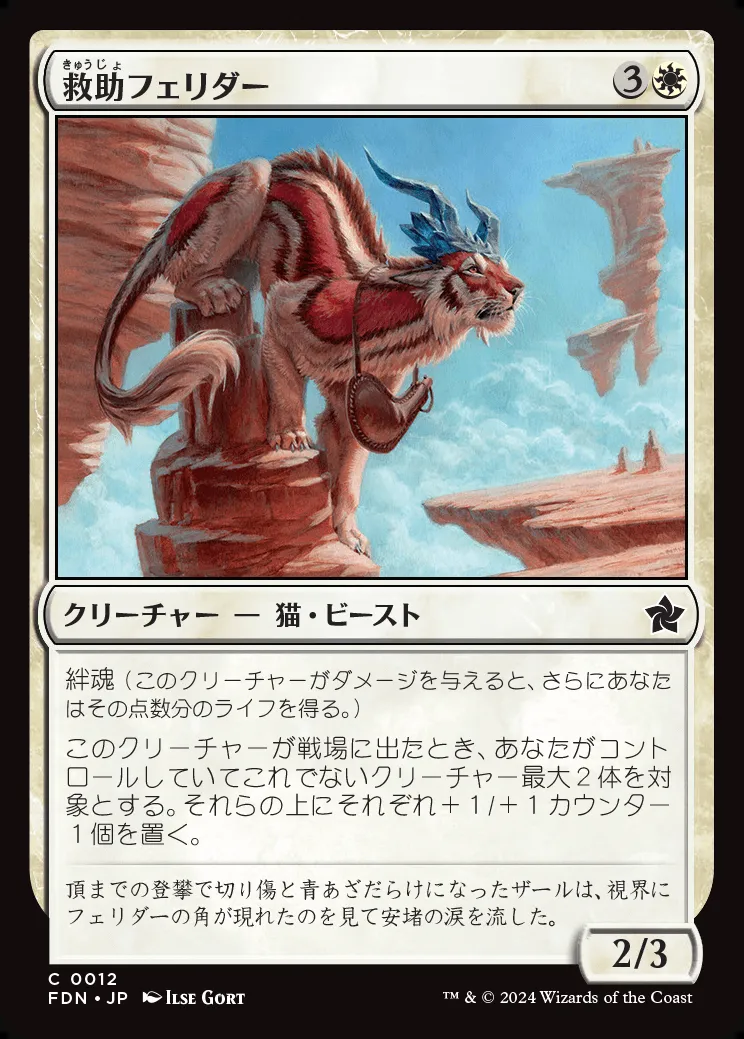 きゅうじょ
救助フェリダー 3
クリーチャー — 猫・ビースト
絆魂（このクリーチャーがダメージを与えると、さらにあなた
はその点数分のライフを得る。）
このクリーチャーが戦場に出たとき、あなたがコント
ロールしていてこれでないクリーチャー最大２体を対
象とする。それらの上にそれぞれ＋１/＋１カウンター
１個を置く。
頂までの登攀で切り傷と青あざだらけになったザールは、視界に
フェリダーの角が現れたのを見て安堵の涙を流した。
2/3
C 0012
FDN • JP ILSE GORT
™ & © 2024 Wizards of the Coast